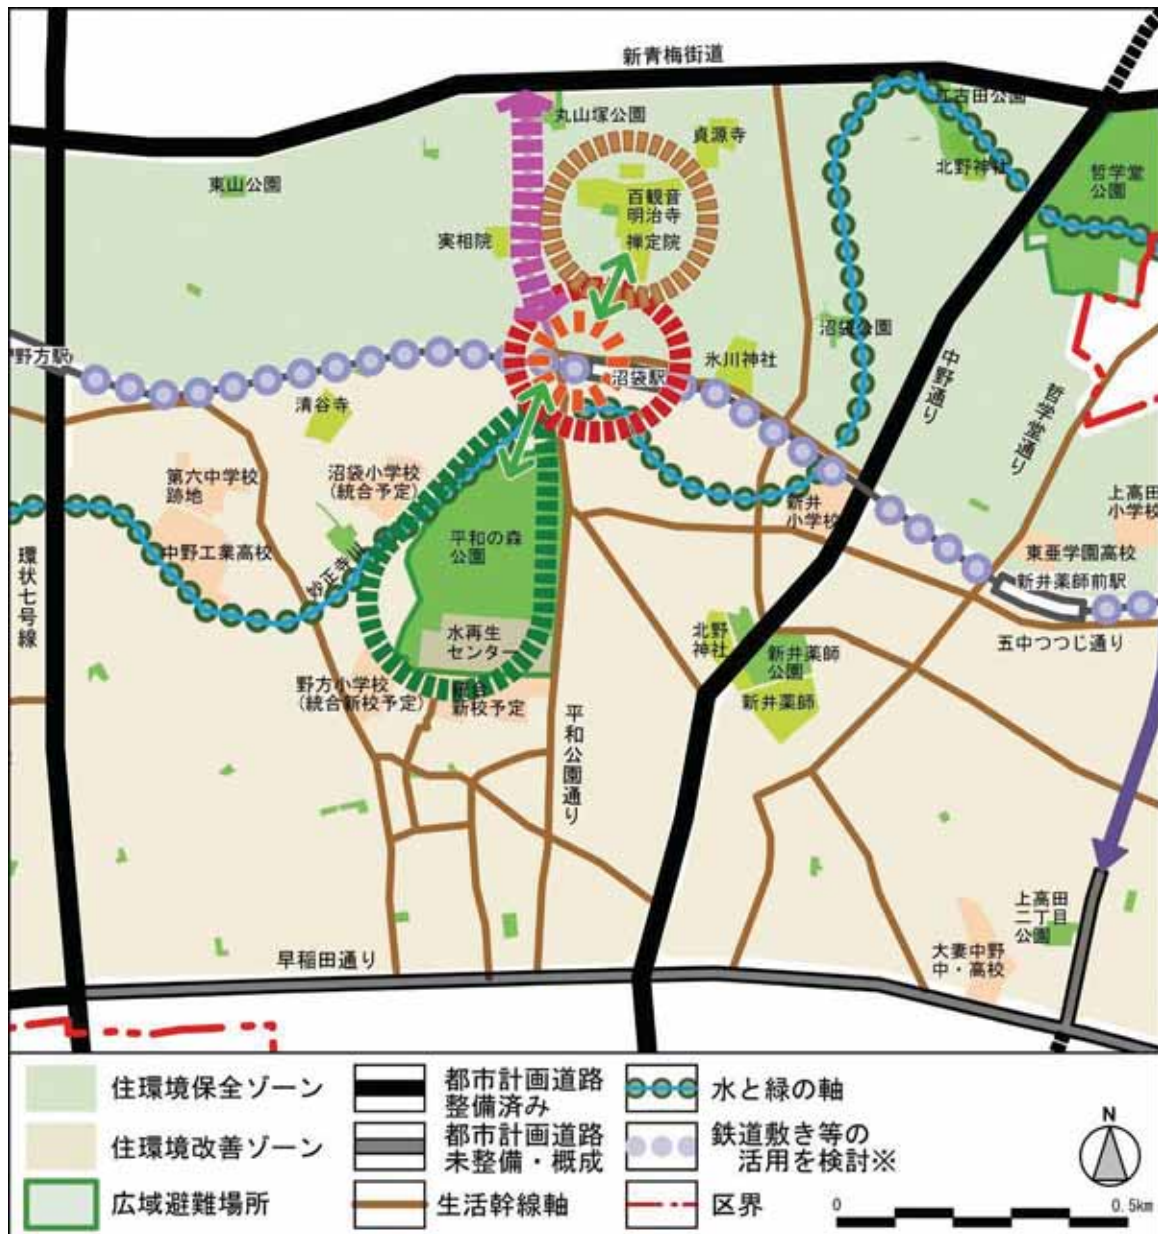 新青梅街道
丸山塚公園
江古田公園
貞源寺
北野神社
哲学堂
公園
東山公園
百観音
明治寺
実相院
禅定院
沼袋公園
野方駅
沼袋駅
氷川神社
中野通り
哲学堂通り
清谷寺
第六中学校
跡地
沼袋小学校
(統合予定)
新井
小学校
上高田
小学校
中野工業高校
妙正寺川
平和の森
公園
東亜学園高校
新井薬師前駅
環状七号線
水再生
センター
北野
神社
新井薬師
公園
五中つつじ通り
野方小学校
(統合新校予定)
新校予定
新井薬師
平和公園通り
上高田
二丁目
公園
早稲田通り
大妻中野
中・高校
住環境保全ゾーン
都市計画道路
整備済み
水と緑の軸
住環境改善ゾーン
都市計画道路
未整備・概成
鉄道敷き等の
活用を検討※
広域避難場所
生活幹線軸
区界
N
0 0.5km